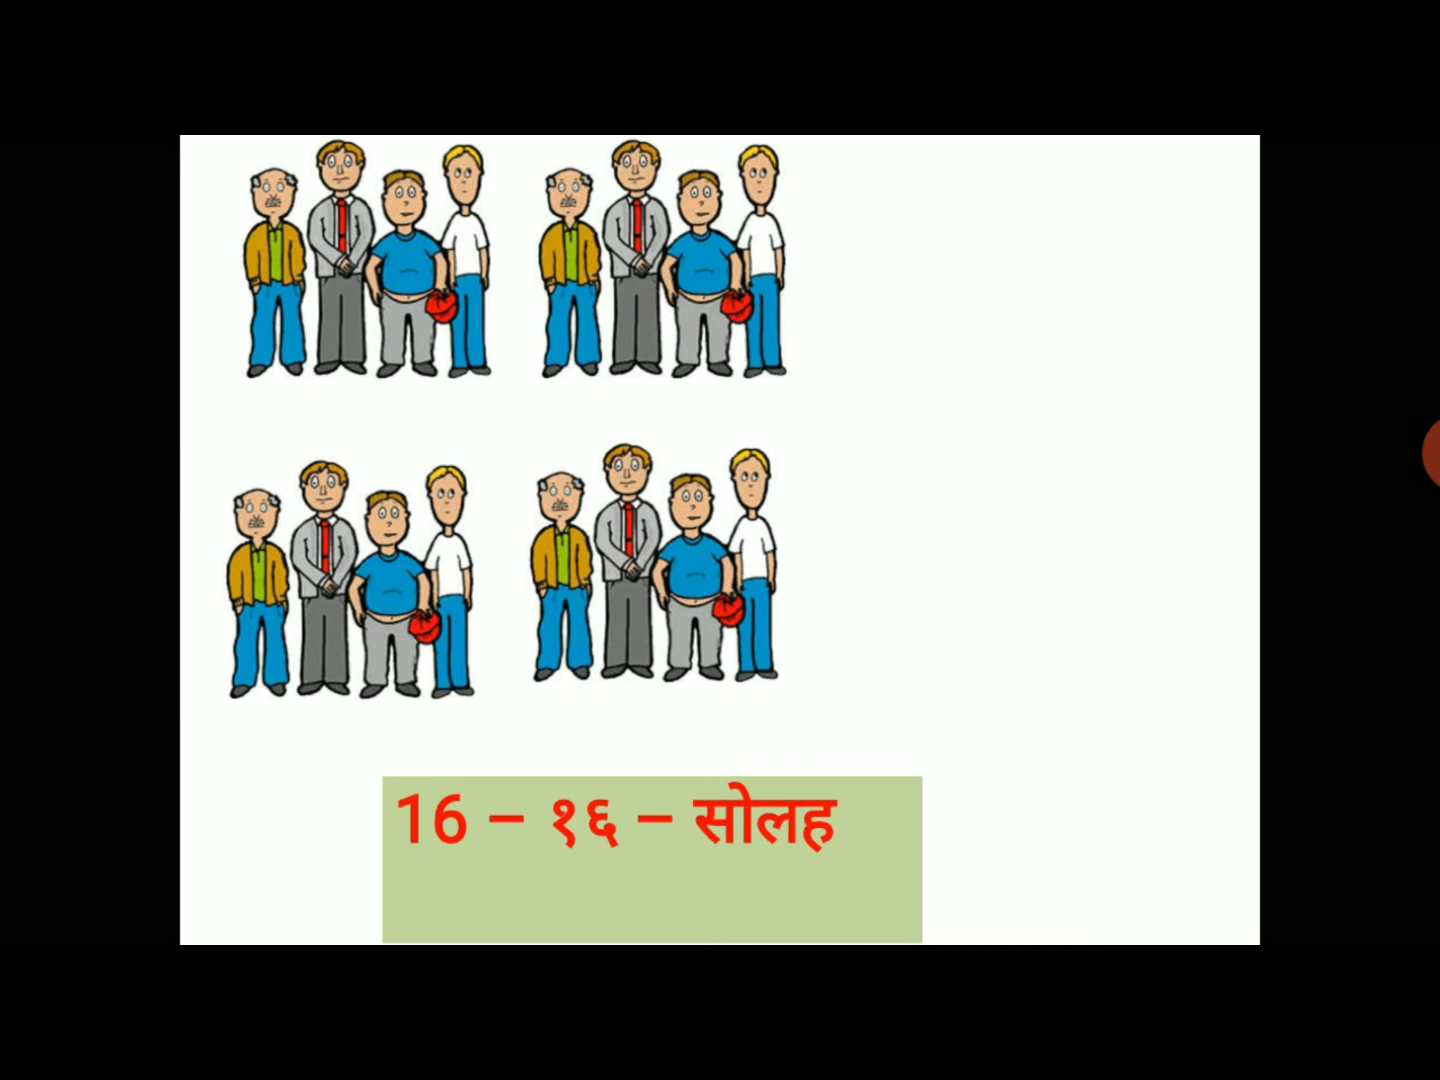 16 – १६ – सोलह